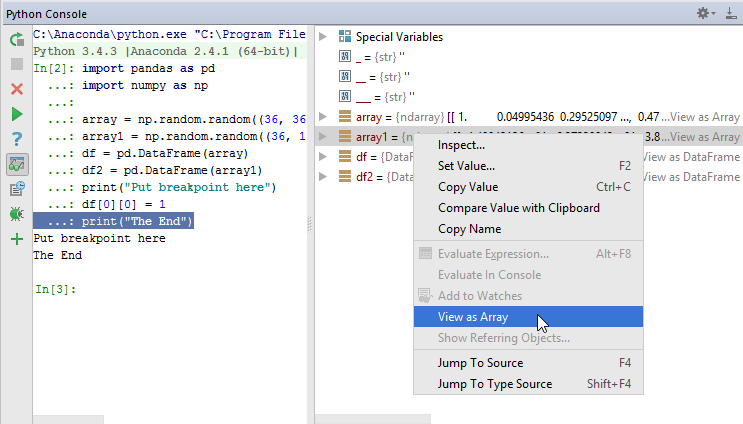 Python Console
C:\Anaconda\python.exe "C:\Program File
Python 3.4.3 |Anaconda 2.4.1 (64-bit)|
In[2]: import pandas as pd
...: import numpy as np
...:
...: array = np.random.random((36, 36
...: array1 = np.random.random((36, 1
...: df = pd.DataFrame(array)
...: df2 = pd.DataFrame(array1)
...: print("Put breakpoint here")
...: df[0][0] = 1
...: print("The End")
Put breakpoint here
The End
In[3]:
Special Variables
_ = {str} ''
__ = {str} ''
___ = {str} ''
array = {ndarray} [[ 1. 0.04995436 0.29525097 ..., 0.47 ...View as Array
array1 = 3.8...View as Array
df = {DataF ...View as DataFrame
df2 = {Da ...View as DataFrame
Inspect...
Set Value... F2
Copy Value Ctrl+C
Compare Value with Clipboard
Copy Name
Evaluate Expression... Alt+F8
Evaluate In Console
Add to Watches
View as Array
Show Referring Objects...
Jump To Source F4
Jump To Type Source Shift+F4